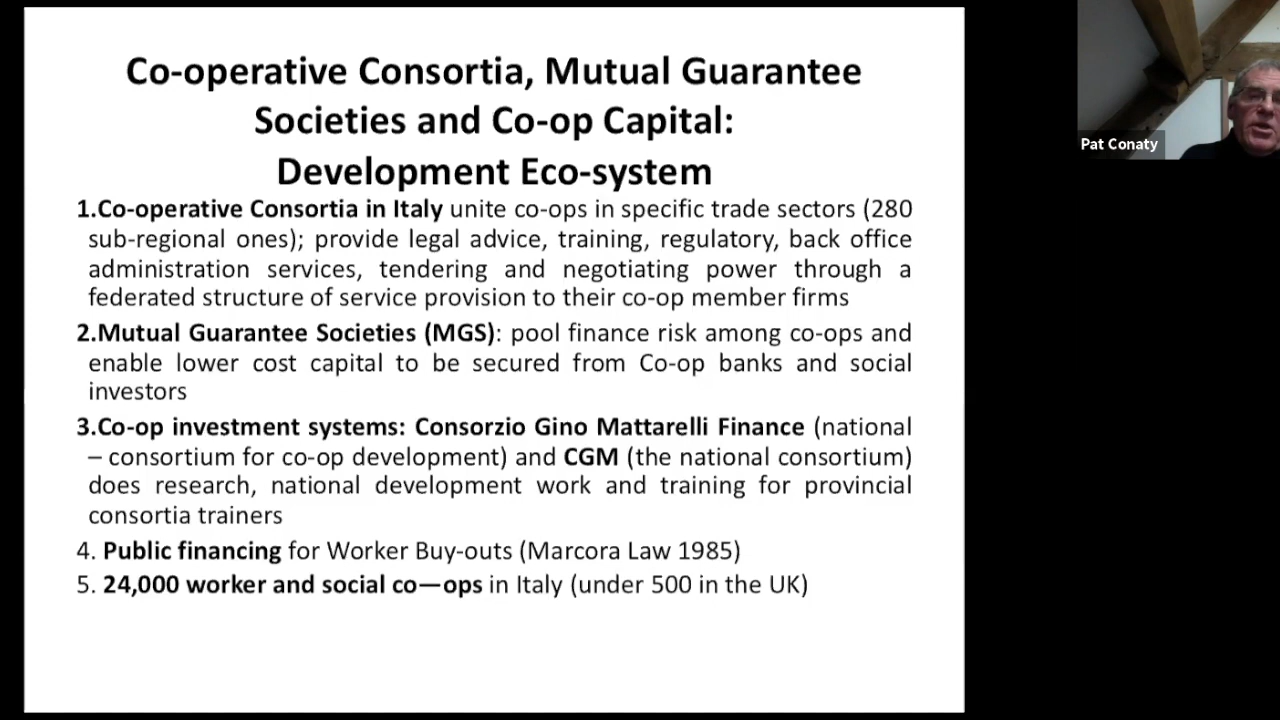 Co-operative Consortia, Mutual Guarantee
Societies and Co-op Capital:
Development Eco-system
1.Co-operative Consortia in Italy unite co-ops in specific trade sectors (280
sub-regional ones); provide legal advice, training, regulatory, back office
administration services, tendering and negotiating power through a
federated structure of service provision to their co-op member firms
2.Mutual Guarantee Societies (MGS): pool finance risk among co-ops and
enable lower cost capital to be secured from Co-op banks and social
investors
3.Co-op investment systems: Consorzio Gino Mattarelli Finance (national
– consortium for co-op development) and CGM (the national consortium)
does research, national development work and training for provincial
consortia trainers
4. Public financing for Worker Buy-outs (Marcora Law 1985)
5. 24,000 worker and social co—ops in Italy (under 500 in the UK)
Pat Conaty